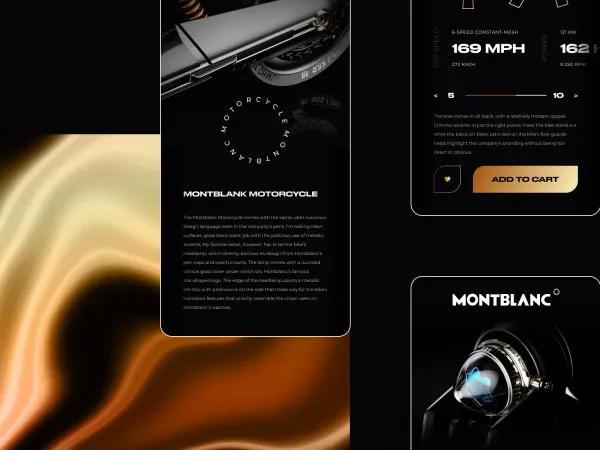 MOTORCYCLE MONTBLANC
MONTBLANK MOTORCYCLE
The Montblanc Motorcycle comes with the same, uber-luxurious
design language seen in the company's pens. I'm talking clean
surfaces, gloss black paint-job with the judicious use of metallic
accents. My favorite detail, however, has to be the bike's
headlamp, which directly borrows its design from Montblanc's
pen-caps and watch crowns. The lamp comes with a rounded
conical glass cover under which sits Montblanc's famous
star-shaped logo. The edge of the headlamp sports a metallic
rim too, with protrusions on the side that make way for the bike's
indicators features that directly resemble the crown seen on
Montblanc's watches.
TOP SPEED
6-SPEED CONSTANT-MESH
169 MPH
272 KM/H
POWER
121 KW
162
9,250 RPM
< 5 10 >
The bike comes in all black, with a relatively modern appeal.
Chrome accents in just the right places make the bike stand out
while the black-on-black satin text on the bike's fore-guards
helps highlight the company's branding without being too
direct or obvious.
ADD TO CART
MONTBLANC